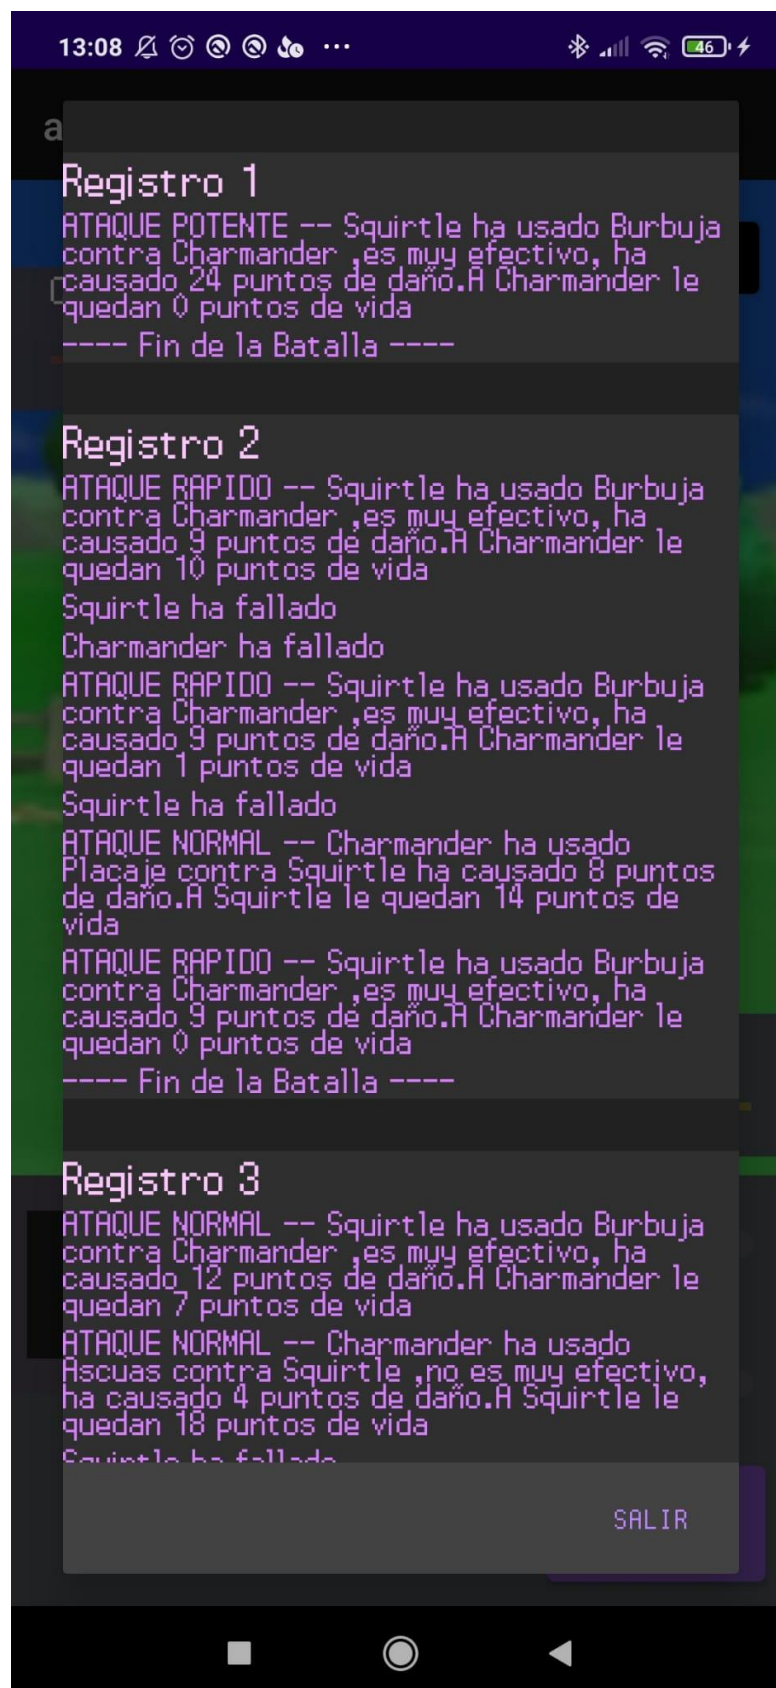 13:08
46
a
Registro 1
ATAQUE POTENTE -- Squirtle ha usado Burbuja
contra Charmander ,es muy efectivo, ha
causado 24 puntos de daño.A Charmander le
quedan 0 puntos de vida
---- Fin de la Batalla ----
Registro 2
ATAQUE RAPIDO -- Squirtle ha usado Burbuja
contra Charmander ,es muy efectivo, ha
causado 9 puntos de daño.A Charmander le
quedan 10 puntos de vida
Squirtle ha fallado
Charmander ha fallado
ATAQUE RAPIDO -- Squirtle ha usado Burbuja
contra Charmander ,es muy efectivo, ha
causado 9 puntos de daño.A Charmander le
quedan 1 puntos de vida
Squirtle ha fallado
ATAQUE NORMAL -- Charmander ha usado
Placaje contra Squirtle ha causado 8 puntos
de daño.A Squirtle le quedan 14 puntos de
vida
ATAQUE RAPIDO -- Squirtle ha usado Burbuja
contra Charmander ,es muy efectivo, ha
causado 9 puntos de daño.A Charmander le
quedan 0 puntos de vida
---- Fin de la Batalla ----
Registro 3
ATAQUE NORMAL -- Squirtle ha usado Burbuja
contra Charmander ,es muy efectivo, ha
causado 12 puntos de daño.A Charmander le
quedan 7 puntos de vida
ATAQUE NORMAL -- Charmander ha usado
Ascuas contra Squirtle ,no es muy efectivo,
ha causado 4 puntos de daño.A Squirtle le
quedan 18 puntos de vida
Squirtle ha fallado
SALIR